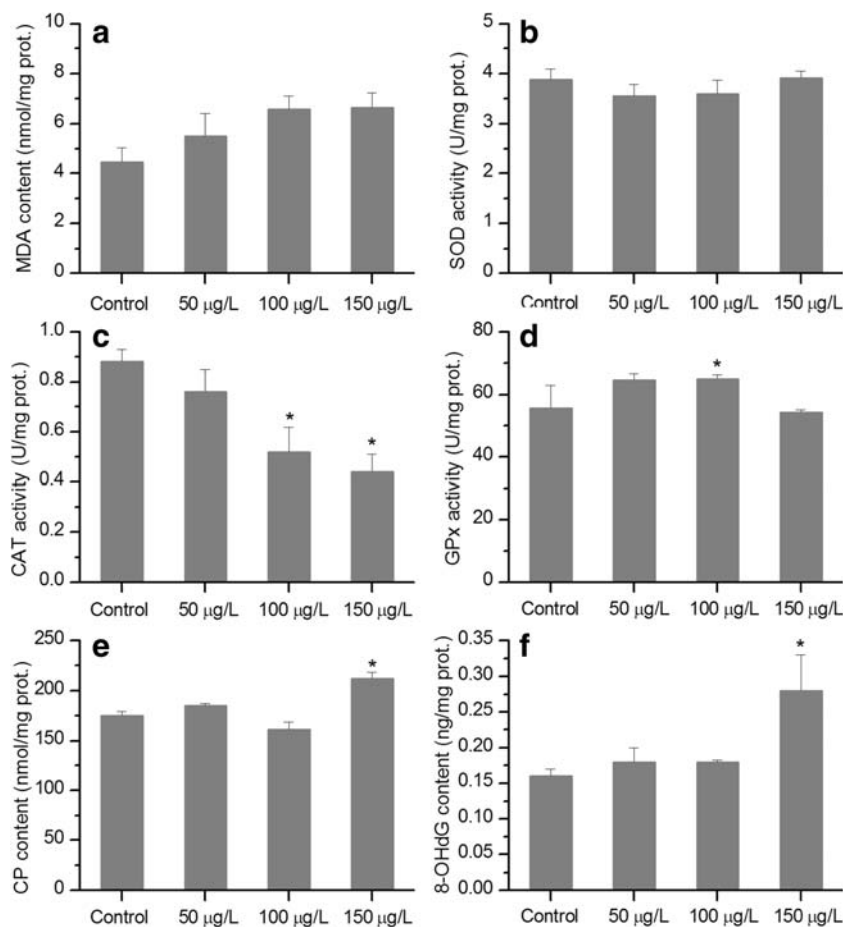 a
MDA content (nmol/mg prot.)
10
8
6
4
2
0
Control 50 μg/L 100 μg/L 150 μg/L
b
SOD activity (U/mg prot.)
5
4
3
2
1
0
Control 50 μg/L 100 μg/L 150 μg/L
c
CAT activity (U/mg prot.)
1.0
0.8
0.6
0.4
0.2
0.0
* *
Control 50 μg/L 100 μg/L 150 μg/L
d
GPx activity (U/mg prot.)
80
60
40
20
0
*
Control 50 μg/L 100 μg/L 150 μg/L
e
CP content (nmol/mg prot.)
250
200
150
100
50
0
*
Control 50 μg/L 100 μg/L 150 μg/L
f
8-OHdG content (ng/mg prot.)
0.35
0.30
0.25
0.20
0.15
0.10
0.05
0.00
*
Control 50 μg/L 100 μg/L 150 μg/L